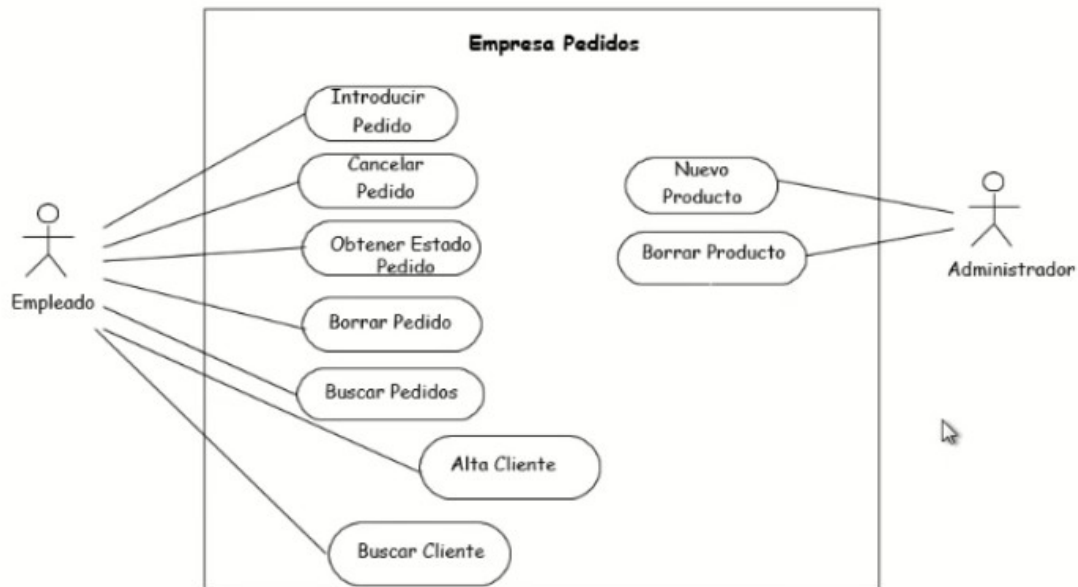 Empresa Pedidos
Introducir
Pedido
Cancelar
Pedido
Obtener Estado
Pedido
Borrar Pedido
Buscar Pedidos
Alta Cliente
Buscar Cliente
Empleado
Nuevo
Producto
Borrar Producto
Administrador